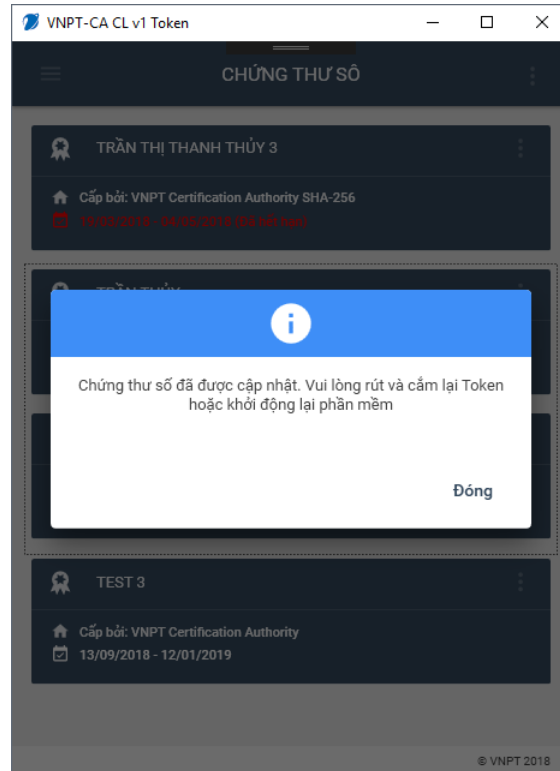 VNPT-CA CL v1 Token
CHỨNG THƯ SỐ
TRẦN THỊ THANH THỦY 3
Cấp bởi: VNPT Certification Authority SHA-256
TRẦN THỦY
Chứng thư số đã được cập nhật. Vui lòng rút và cắm lại Token
hoặc khởi động lại phần mềm
Đóng
TEST 3
Cấp bởi: VNPT Certification Authority
13/09/2018 - 12/01/2019
© VNPT 2018